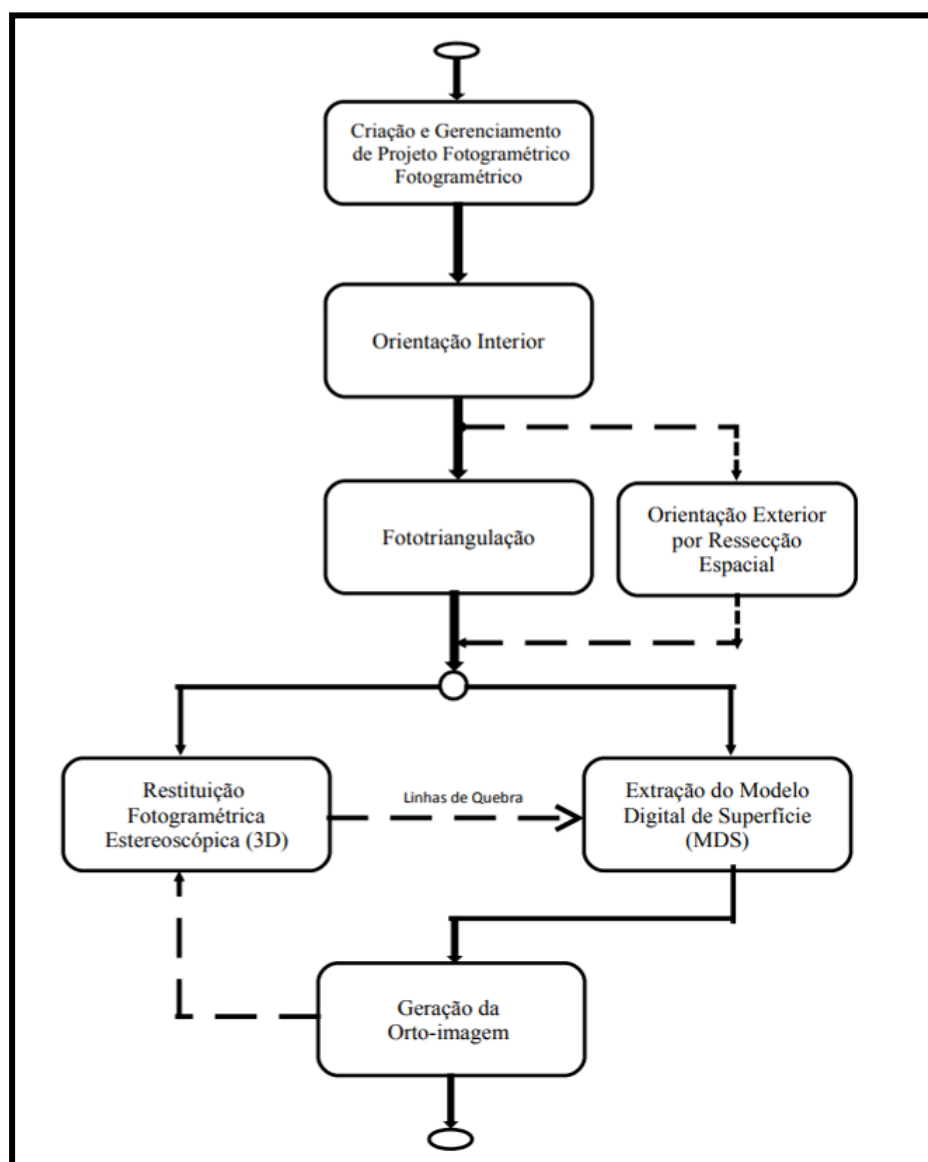 Criação e Gerenciamento
de Projeto Fotogramétrico
Fotogramétrico
Orientação Interior
Fototriangulação
Orientação Exterior
por Ressecção
Espacial
Restituição
Fotogramétrica
Estereoscópica (3D)
Linhas de Quebra
Extração do Modelo
Digital de Superfície
(MDS)
Geração da
Orto-imagem